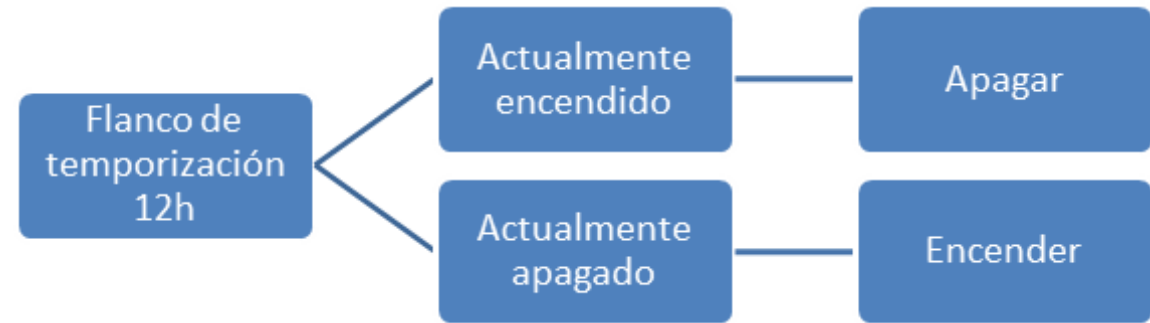 Flanco de
temporización
12h
Actualmente
encendido
Apagar
Actualmente
apagado
Encender